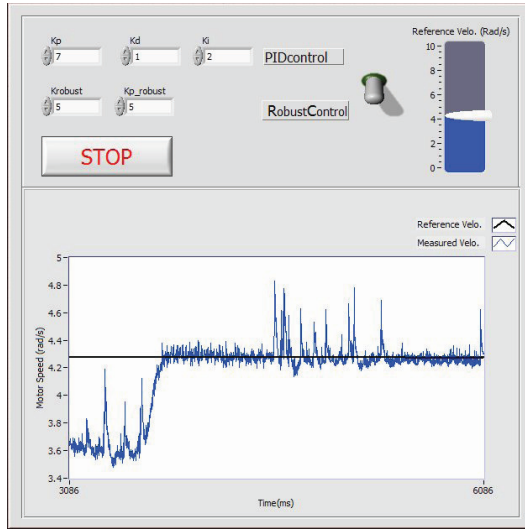 Kp Kd Ki
7 1 2
PIDcontrol
Krobust Kp_robust
5 5
RobustControl
STOP
Reference Velo. (Rad/s)
10-
8-
6-
4-
2-
0-
Reference Velo.
Measured Velo.
Motor Speed (rad/s)
5-
4.8-
4.6-
4.4-
4.2-
4-
3.8-
3.6-
3.4-
3086 6086
Time(ms)